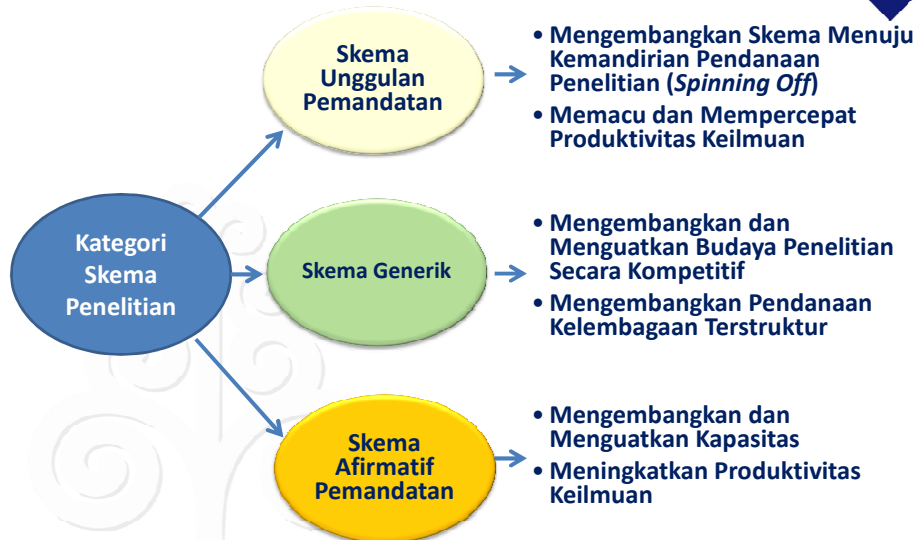 Kategori
Skema
Penelitian
Skema
Unggulan
Pemandatan
• Mengembangkan Skema Menuju
Kemandirian Pendanaan
Penelitian (Spinning Off)
• Memacu dan Mempercepat
Produktivitas Keilmuan
Skema Generik
• Mengembangkan dan
Menguatkan Budaya Penelitian
Secara Kompetitif
• Mengembangkan Pendanaan
Kelembagaan Terstruktur
Skema
Afirmatif
Pemandatan
• Mengembangkan dan
Menguatkan Kapasitas
• Meningkatkan Produktivitas
Keilmuan